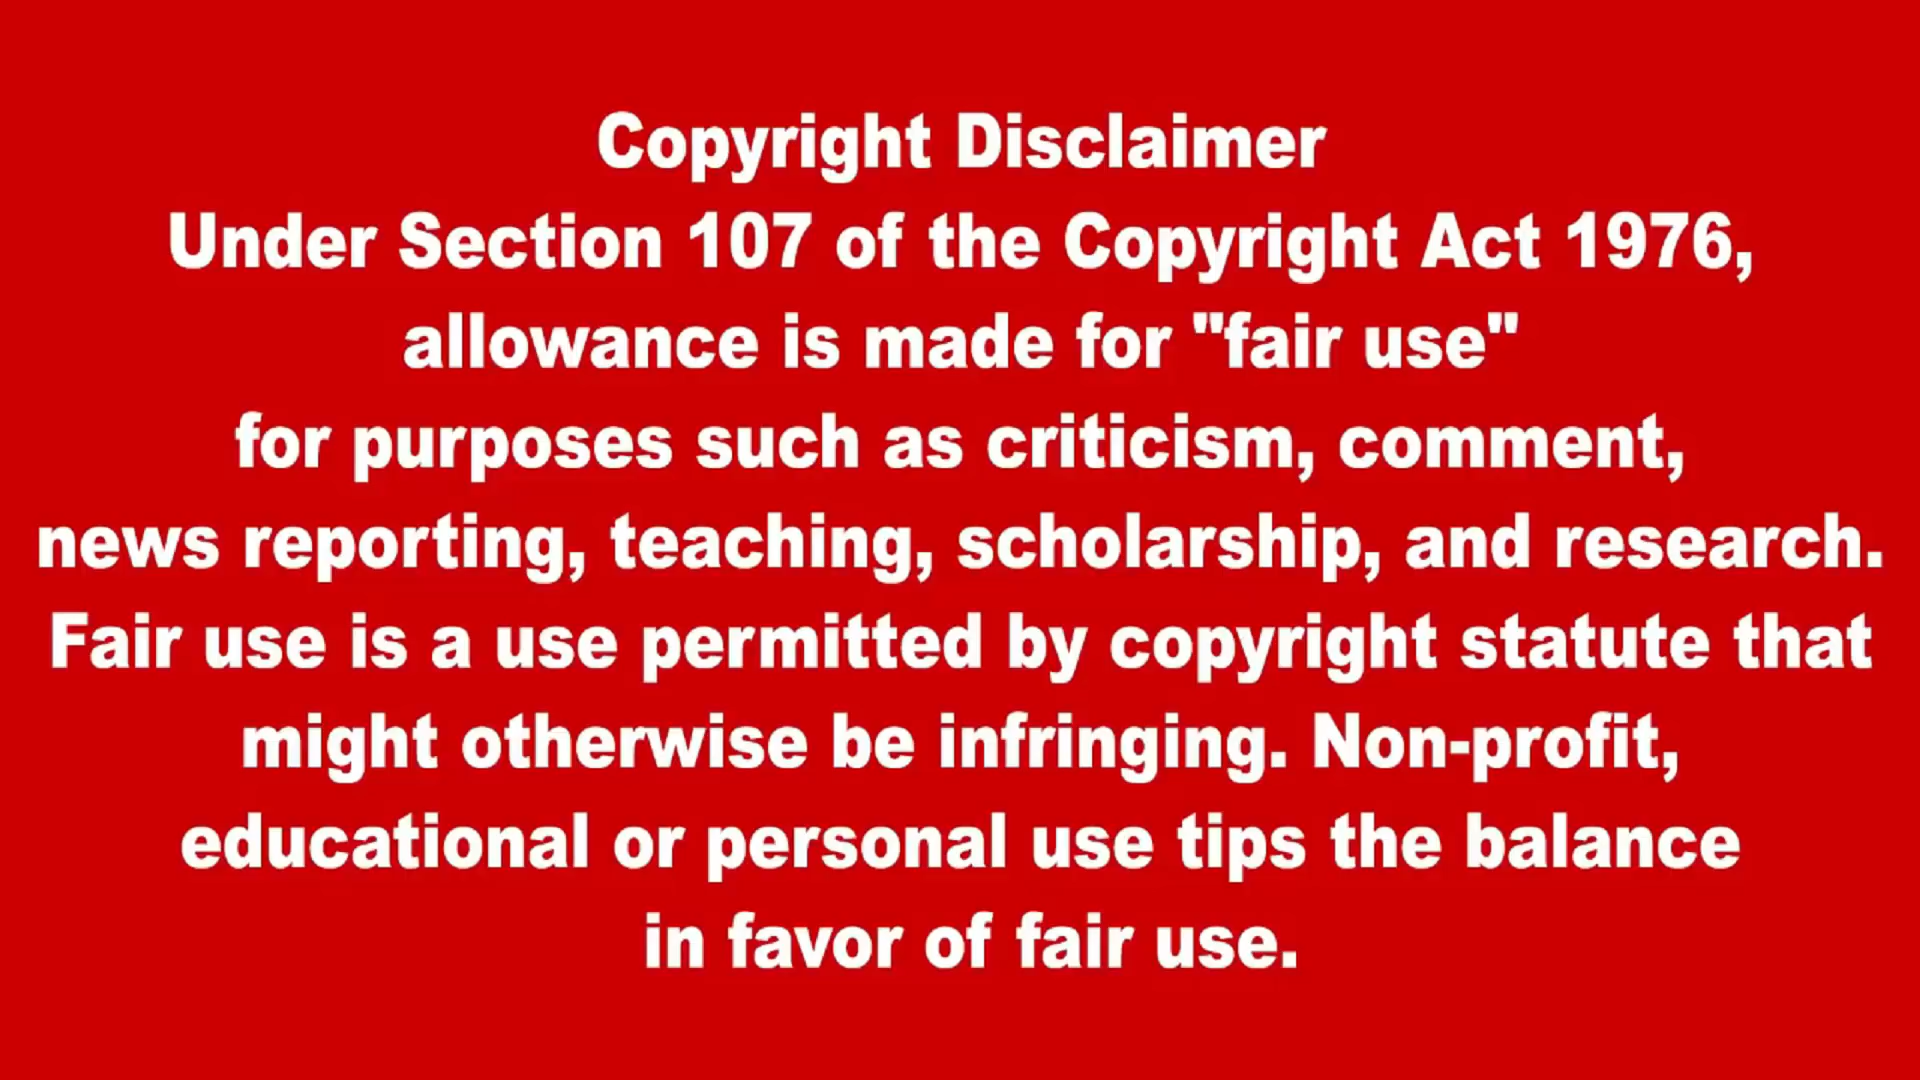 Copyright Disclaimer
Under Section 107 of the Copyright Act 1976,
allowance is made for "fair use"
for purposes such as criticism, comment,
news reporting, teaching, scholarship, and research.
Fair use is a use permitted by copyright statute that
might otherwise be infringing. Non-profit,
educational or personal use tips the balance
in favor of fair use.